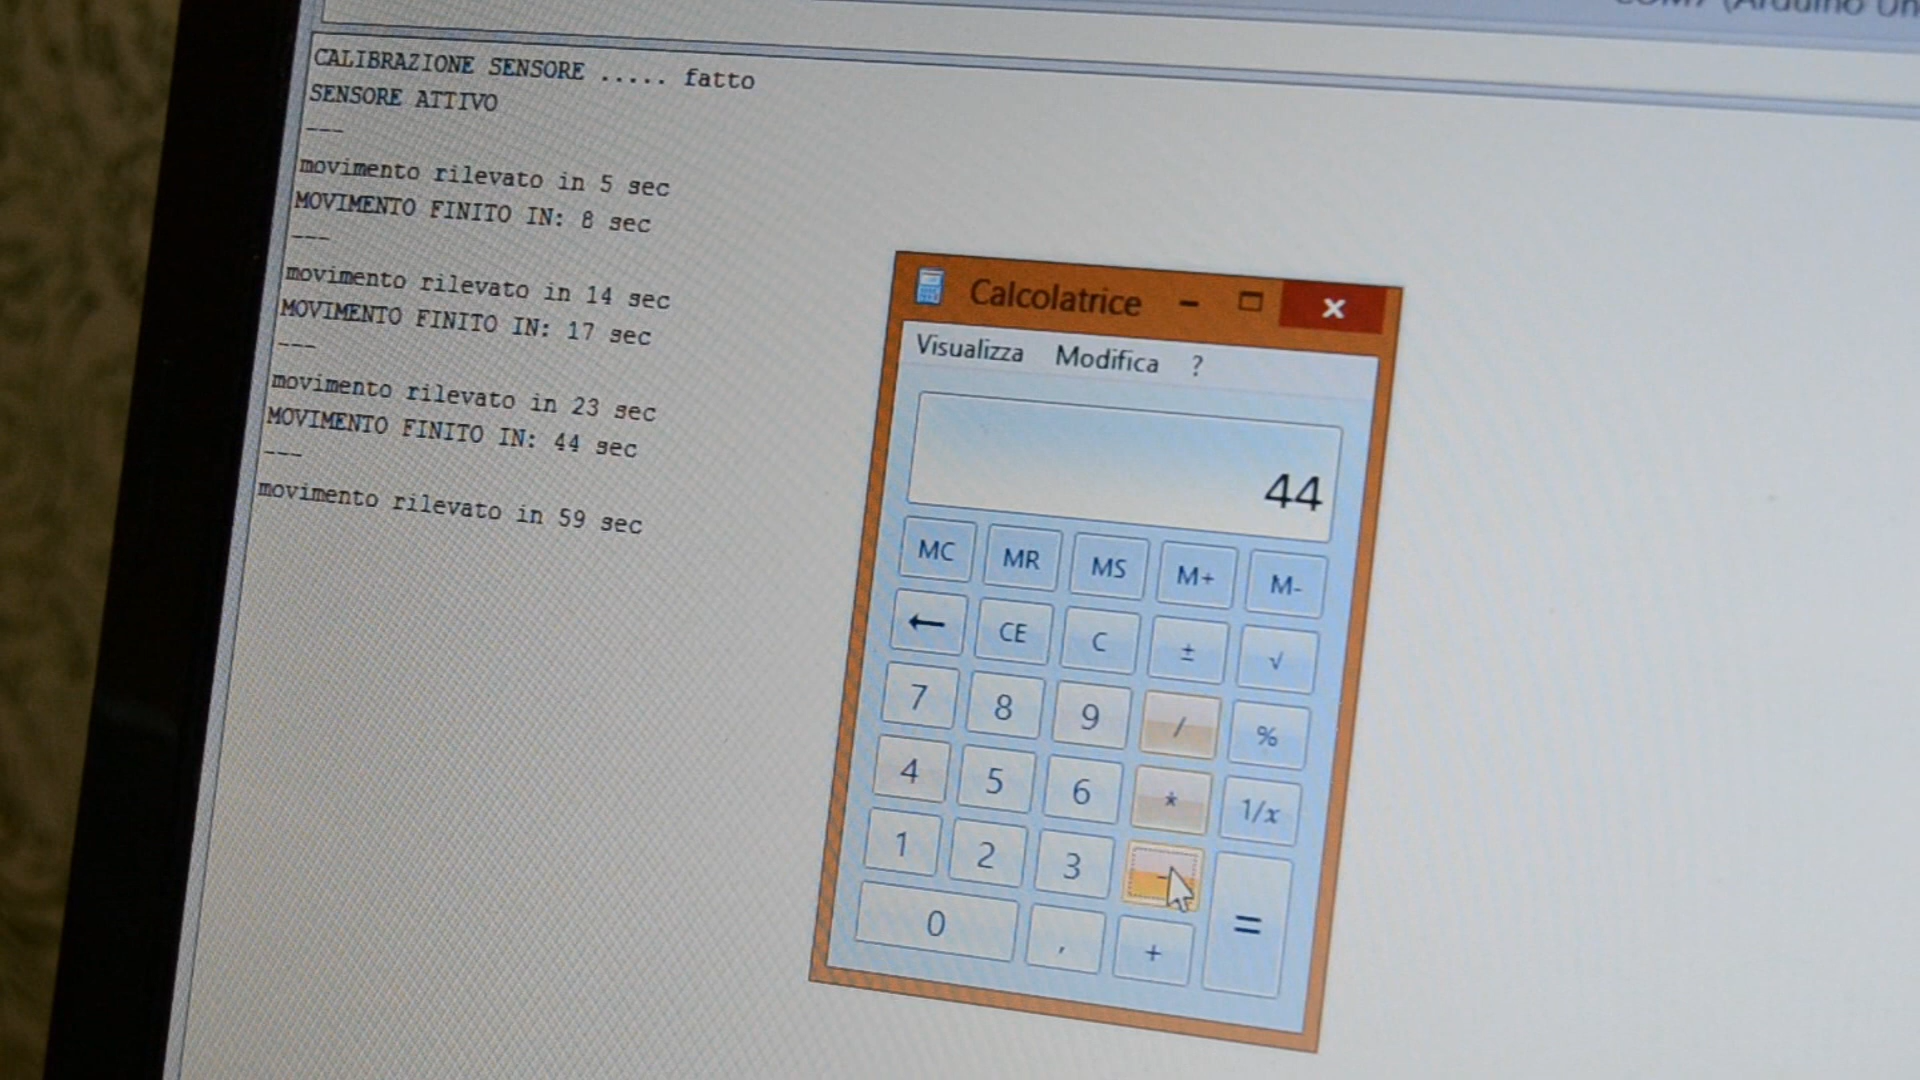 COM7 (Arduino Un
CALIBRAZIONE SENSORE ..... fatto
SENSORE ATTIVO
---
movimento rilevato in 5 sec
MOVIMENTO FINITO IN: 8 sec
---
movimento rilevato in 14 sec
MOVIMENTO FINITO IN: 17 sec
---
movimento rilevato in 23 sec
MOVIMENTO FINITO IN: 44 sec
---
movimento rilevato in 59 sec
Calcolatrice
Visualizza Modifica ?
44
MC MR MS M+ M-
← CE C ± √
7 8 9 / %
4 5 6 * 1/x
1 2 3 - =
0 , +